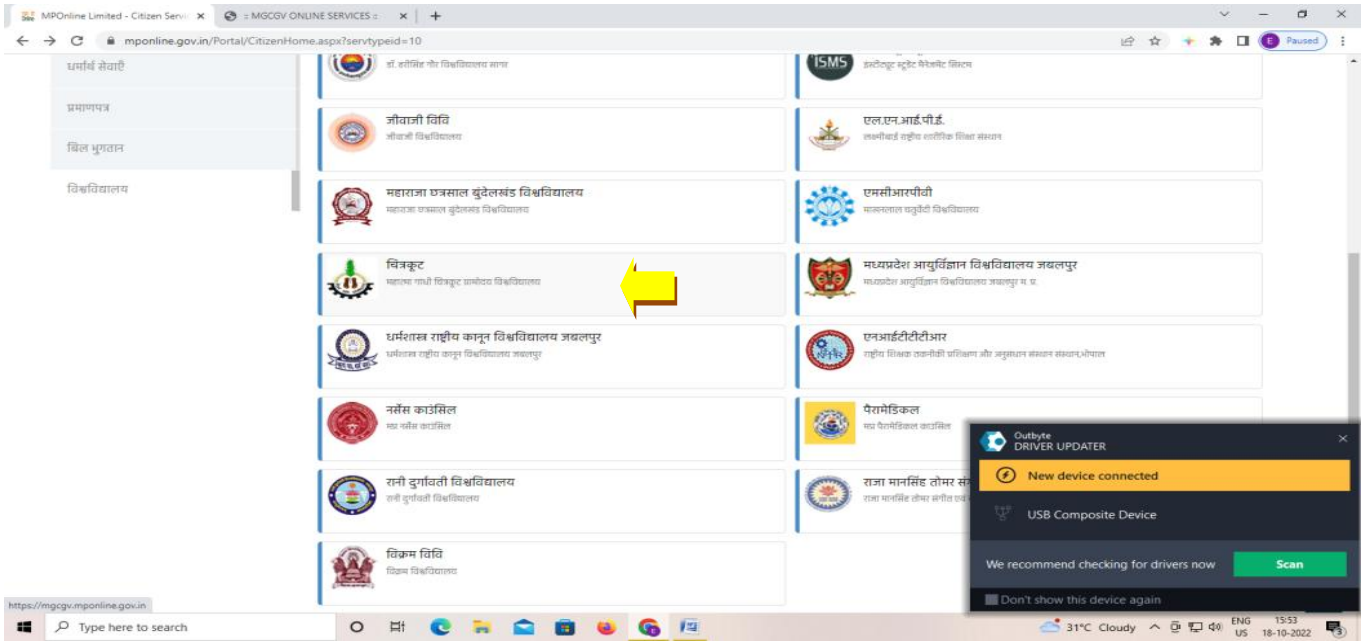 MPOnline Limited - Citizen Serv
:: MGCGV ONLINE SERVICES ::
mponline.gov.in/Portal/CitizenHome.aspx?servtypeid=10
Paused
धर्मार्थ सेवाऐं
प्रमाणपत्र
बिल भुगतान
विश्वविद्यालय
डॉ. हरीसिंह गौर विश्वविद्यालय सागर
ISMS
इंस्टीट्यूट स्टूडेंट मैनेजमेंट सिस्टम
जीवाजी विवि
जीवाजी विश्वविद्यालय
एल.एन.आई.पी.ई.
लक्ष्मीबाई राष्ट्रीय शारीरिक शिक्षा संस्थान
महाराजा छत्रसाल बुंदेलखंड विश्वविद्यालय
महाराजा छत्रसाल बुंदेलखंड विश्वविद्यालय
एमसीआरपीवी
माखनलाल चतुर्वेदी विश्वविद्यालय
चित्रकूट
महात्मा गांधी चित्रकूट ग्रामोदय विश्वविद्यालय
मध्यप्रदेश आयुर्विज्ञान विश्वविद्यालय जबलपुर
मध्यप्रदेश आयुर्विज्ञान विश्वविद्यालय जबलपुर म. प्र.
धर्मशास्त्र राष्ट्रीय कानून विश्वविद्यालय जबलपुर
धर्मशास्त्र राष्ट्रीय कानून विश्वविद्यालय जबलपुर
एनआईटीटीटीआर
राष्ट्रीय शिक्षक तकनीकी प्रशिक्षण और अनुसंधान संस्थान संस्थान,भोपाल
नर्सेस काउंसिल
मप्र नर्सेस काउंसिल
पैरामेडिकल
मप्र पैरामेडिकल काउंसिल
रानी दुर्गावती विश्वविद्यालय
रानी दुर्गावती विश्वविद्यालय
राजा मानसिंह तोमर सं
राजा मानसिंह तोमर संगीत एवं
विक्रम विवि
विक्रम विश्वविद्यालय
Outbyte
DRIVER UPDATER
New device connected
USB Composite Device
We recommend checking for drivers now
Scan
Don't show this device again
https://mgcgv.mponline.gov.in
Type here to search
31°C Cloudy
ENG
US
15:53
18-10-2022
3